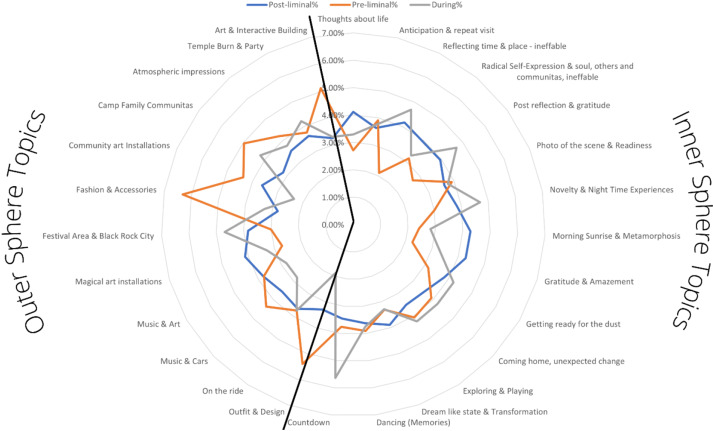 Post-liminal% Pre-liminal% During%
Thoughts about life
Art & Interactive Building
Anticipation & repeat visit
Temple Burn & Party
Reflecting time & place - ineffable
Atmospheric impressions
Radical Self-Expression & soul, others and
communitas, ineffable
Camp Family Communitas
Post reflection & gratitude
Community art Installations
Photo of the scene & Readiness
Fashion & Accessories
Novelty & Night Time Experiences
Festival Area & Black Rock City
Morning Sunrise & Metamorphosis
Magical art installations
Gratitude & Amazement
Music & Art
Getting ready for the dust
Music & Cars
Coming home, unexpected change
On the ride
Exploring & Playing
Outfit & Design
Dream like state & Transformation
Countdown
Dancing (Memories)
7.00%
6.00%
5.00%
4.00%
3.00%
2.00%
1.00%
0.00%
Outer Sphere Topics
Inner Sphere Topics